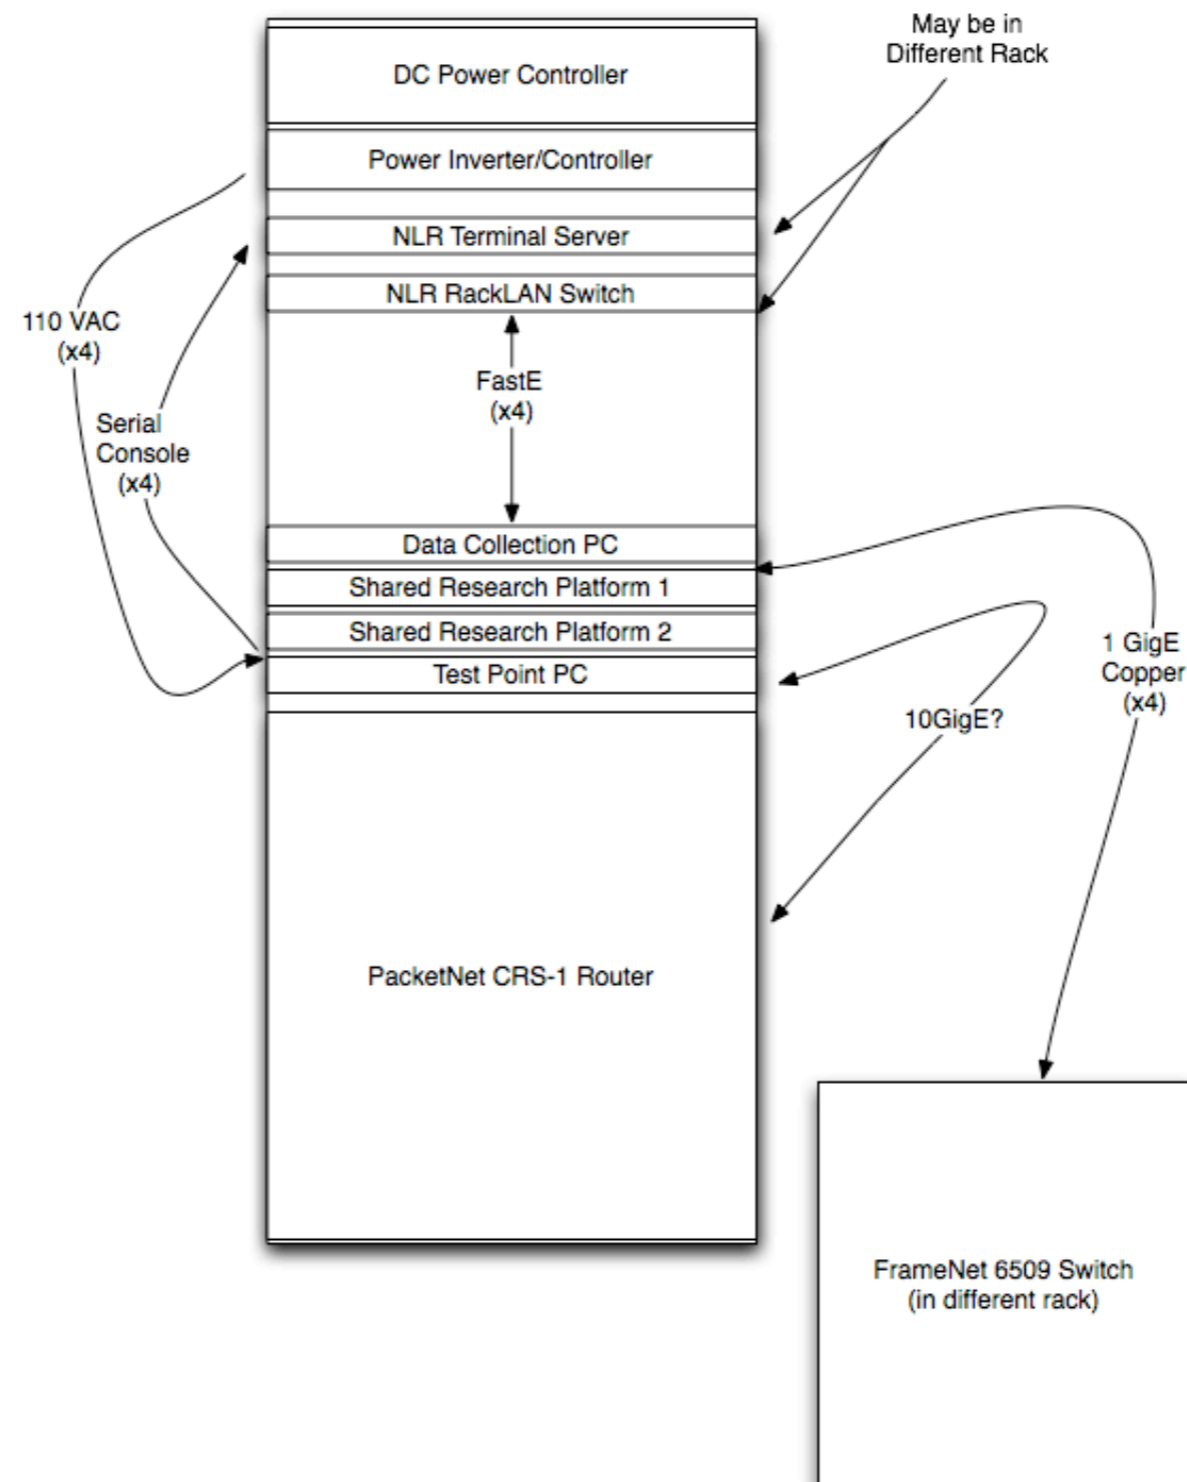 May be in
Different Rack
DC Power Controller
Power Inverter/Controller
NLR Terminal Server
NLR RackLAN Switch
110 VAC
(x4)
FastE
(x4)
Serial
Console
(x4)
Data Collection PC
Shared Research Platform 1
Shared Research Platform 2
Test Point PC
1 GigE
Copper
(x4)
10GigE?
PacketNet CRS-1 Router
FrameNet 6509 Switch
(in different rack)